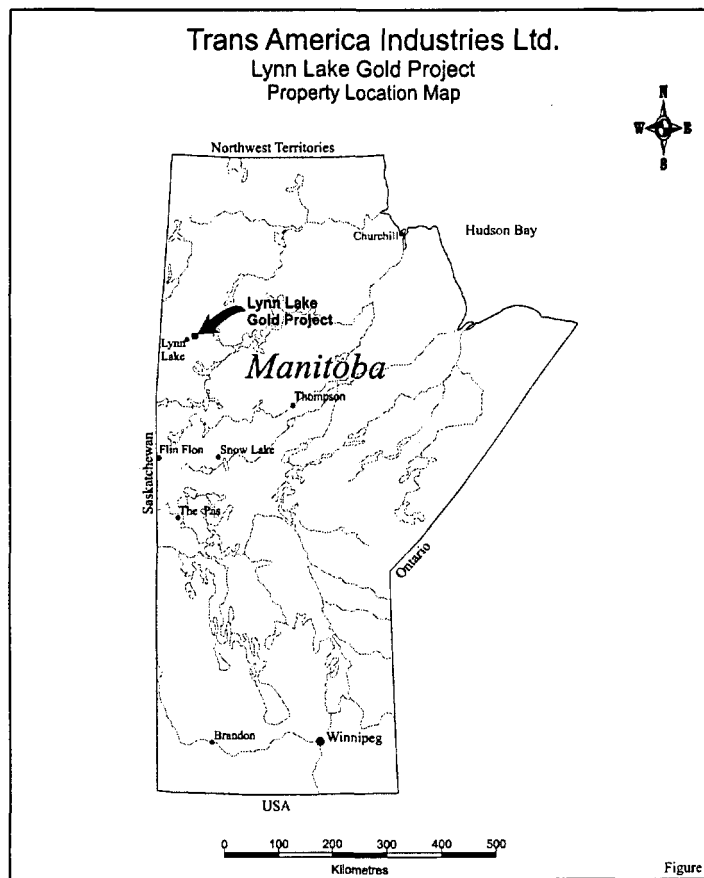 Trans America Industries Ltd.
Lynn Lake Gold Project
Property Location Map
N
W E
S
Northwest Territories
Churchill
Hudson Bay
Lynn Lake
Gold Project
Lynn
Lake
Manitoba
Thompson
Flin Flon
Snow Lake
Saskatchewan
The Pas
Ontario
Brandon
Winnipeg
USA
0 100 200 300 400 500
Kilometres
Figure